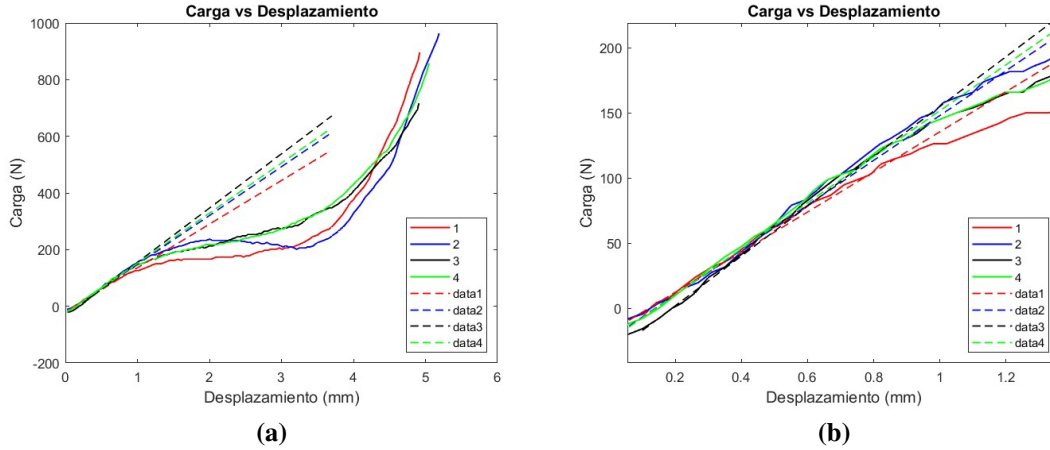 Carga vs Desplazamiento
Carga (N)
1000
800
600
400
200
0
-200
0
1
2
3
4
5
6
Desplazamiento (mm)
1
2
3
4
data1
data2
data3
data4
(a)
Carga vs Desplazamiento
Carga (N)
200
150
100
50
0
0.2
0.4
0.6
0.8
1
1.2
Desplazamiento (mm)
1
2
3
4
data1
data2
data3
data4
(b)